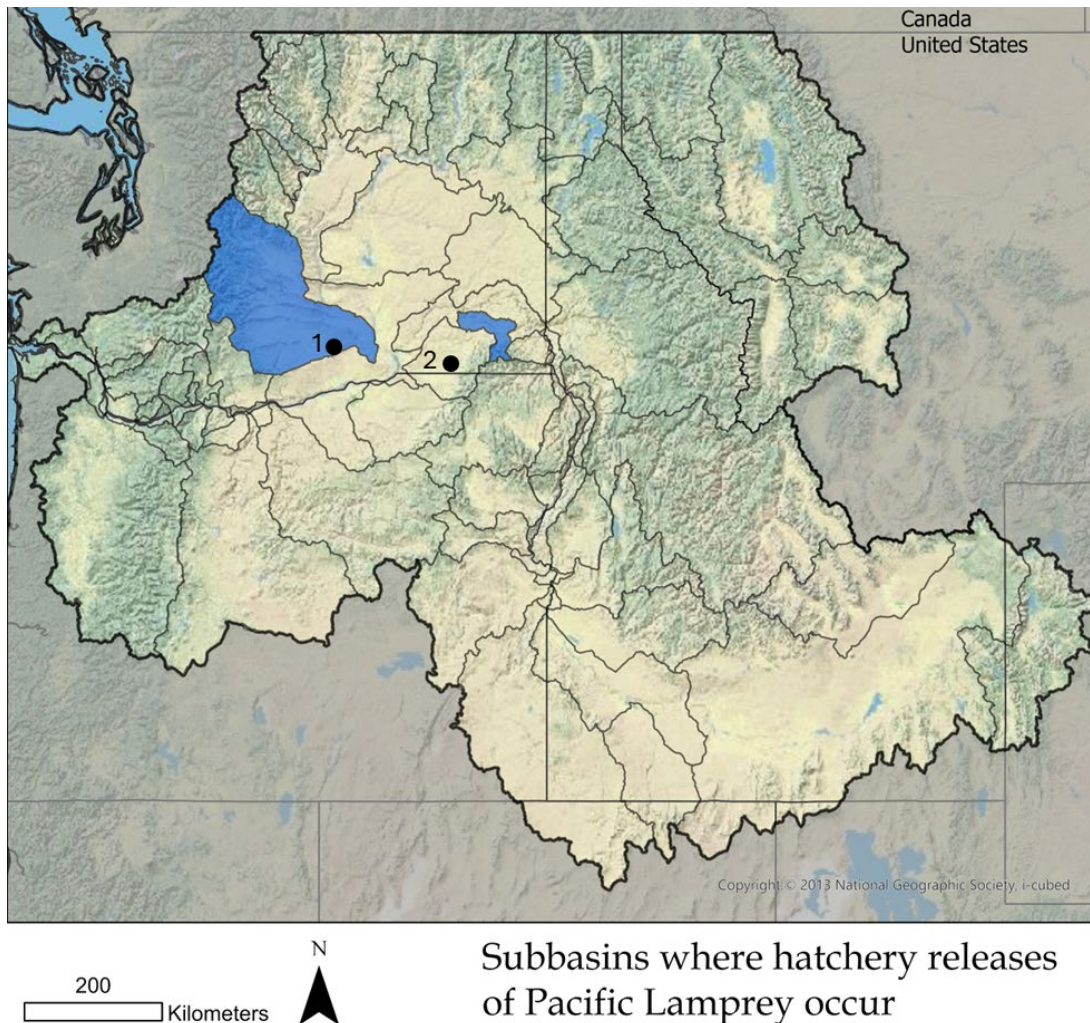 Canada
United States
1
2
Copyright: © 2013 National Geographic Society, i-cubed
200
Kilometers
N
Subbasins where hatchery releases
of Pacific Lamprey occur